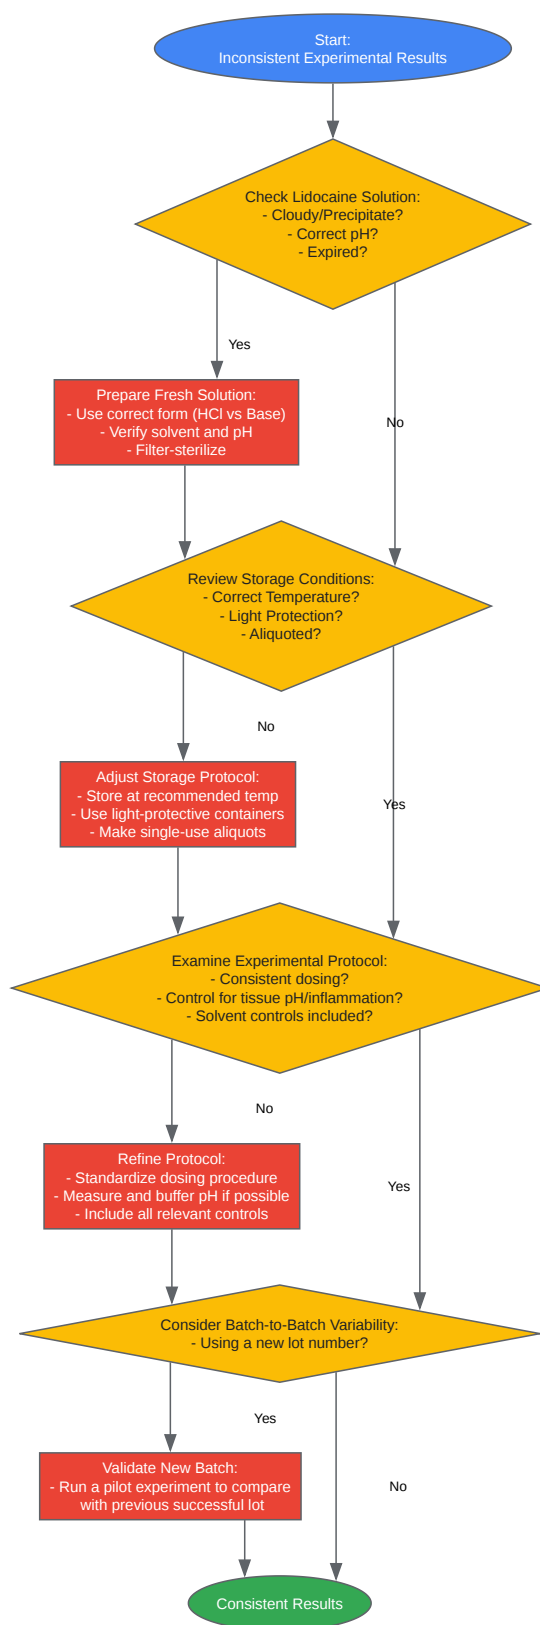 Start:
Inconsistent Experimental Results
Check Lidocaine Solution:
- Cloudy/Precipitate?
- Correct pH?
- Expired?
Yes
Prepare Fresh Solution:
- Use correct form (HCl vs Base)
- Verify solvent and pH
- Filter-sterilize
No
Review Storage Conditions:
- Correct Temperature?
- Light Protection?
- Aliquoted?
No
Adjust Storage Protocol:
- Store at recommended temp
- Use light-protective containers
- Make single-use aliquots
Yes
Examine Experimental Protocol:
- Consistent dosing?
- Control for tissue pH/inflammation?
- Solvent controls included?
No
Refine Protocol:
- Standardize dosing procedure
- Measure and buffer pH if possible
- Include all relevant controls
Yes
Consider Batch-to-Batch Variability:
- Using a new lot number?
Yes
Validate New Batch:
- Run a pilot experiment to compare
with previous successful lot
No
Consistent Results